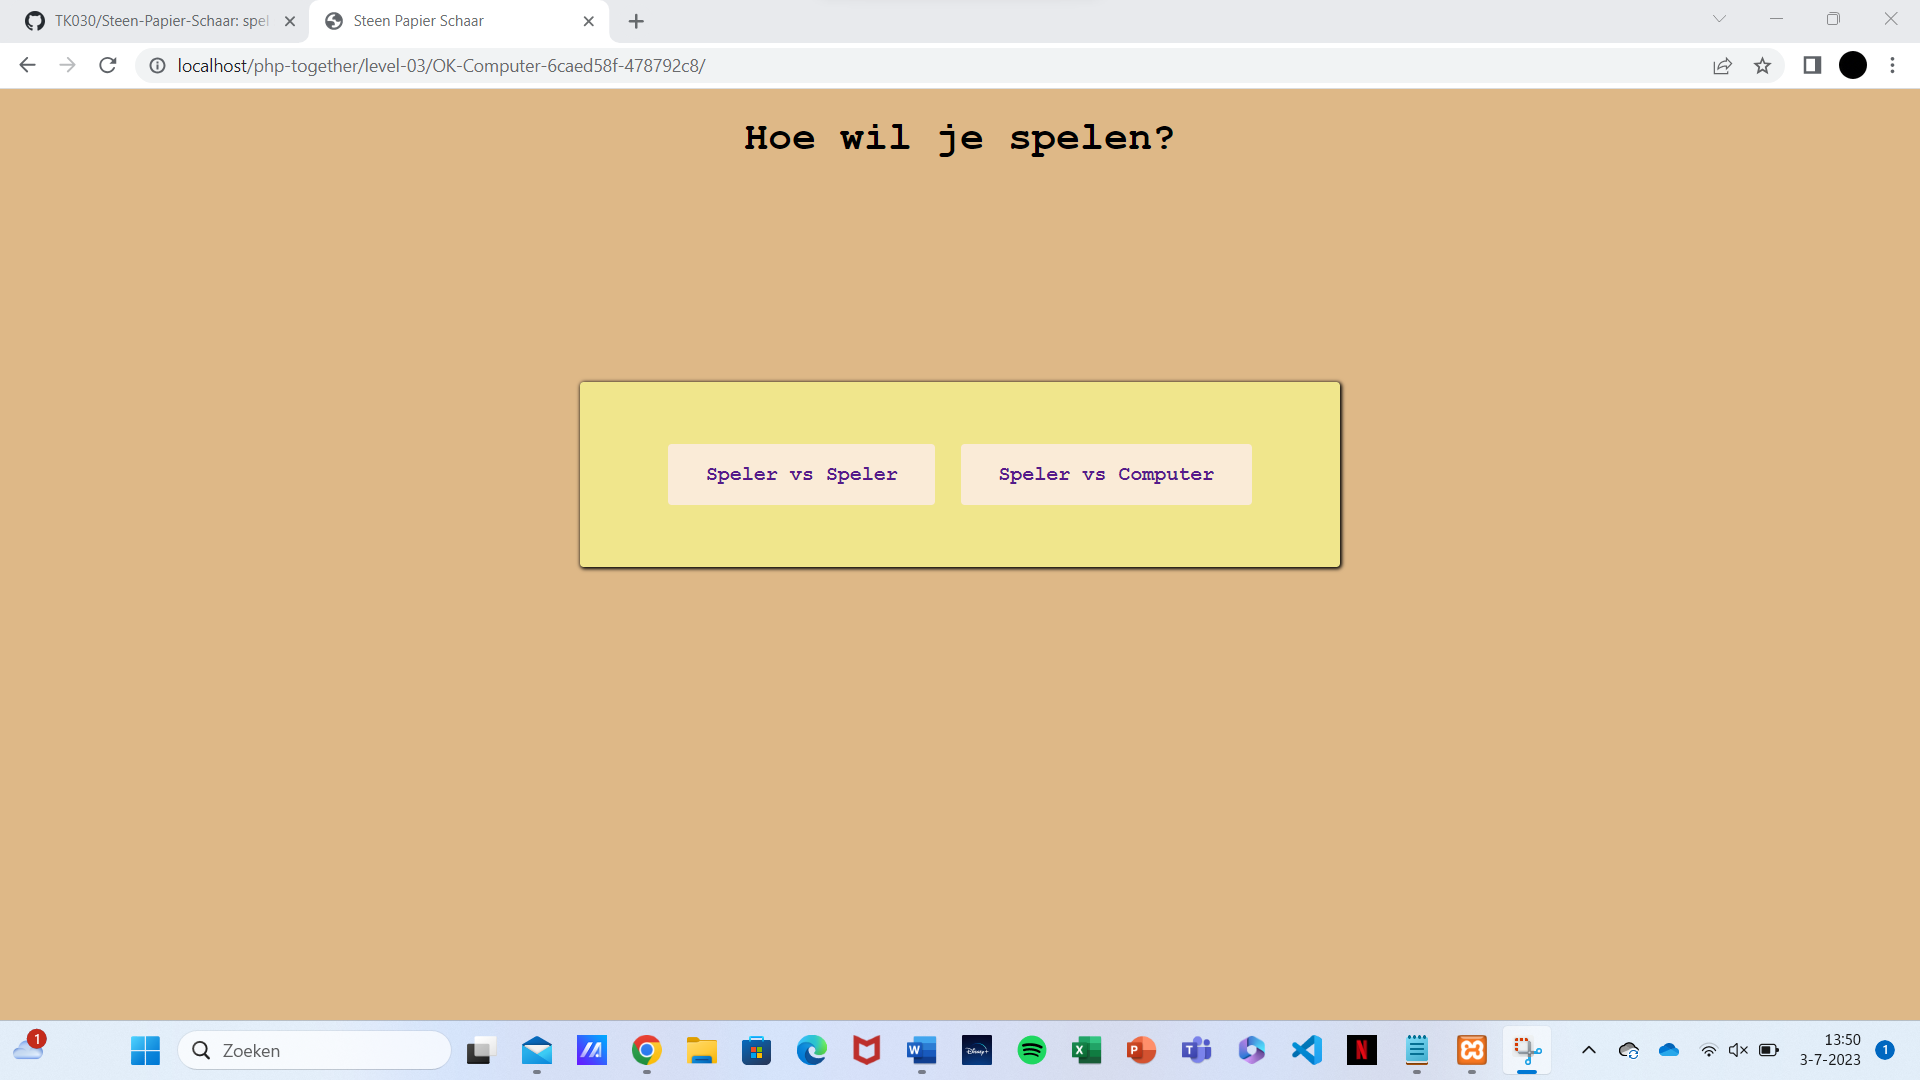 TK030/Steen-Papier-Schaar: spel
Steen Papier Schaar
localhost/php-together/level-03/OK-Computer-6caed58f-478792c8/
Hoe wil je spelen?
Speler vs Speler
Speler vs Computer
1
Zoeken
W
Disney+
X
P
T
N
13:50
3-7-2023
1